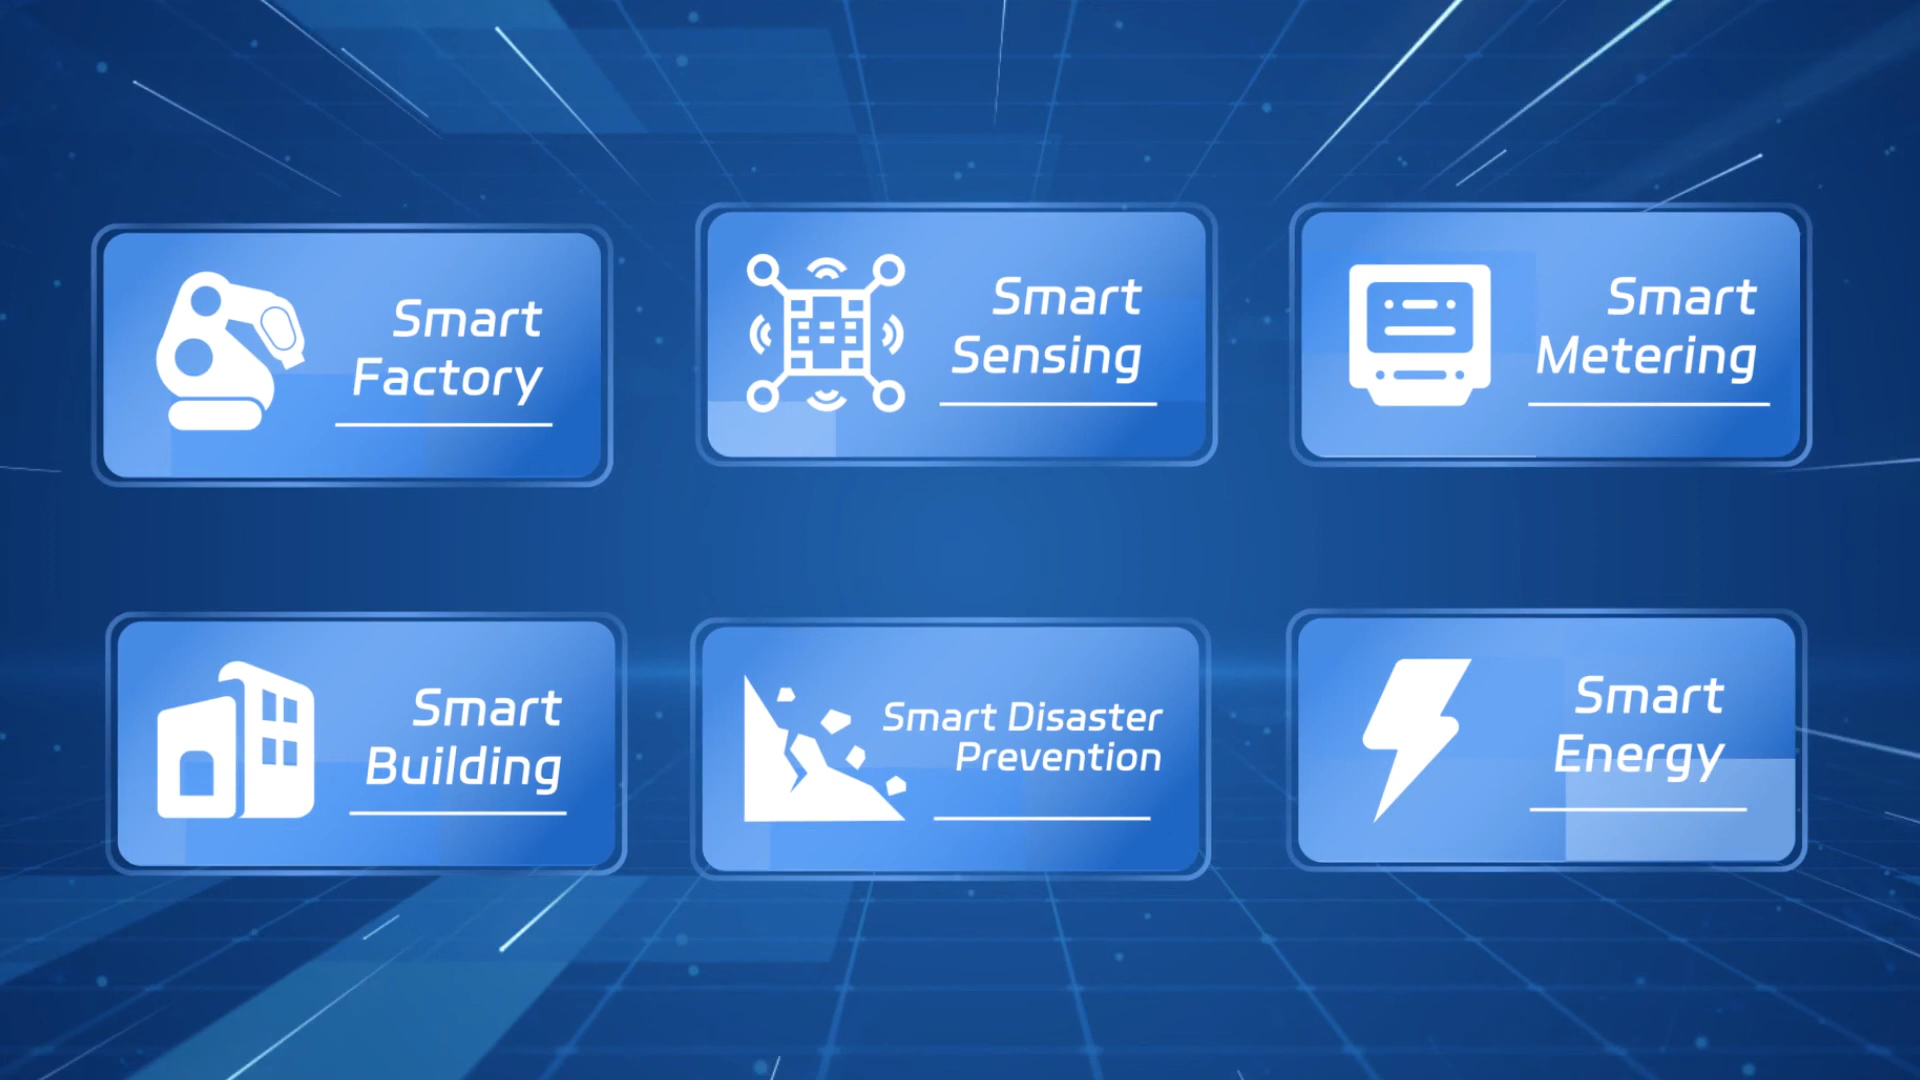 Smart
Factory
Smart
Sensing
Smart
Metering
Smart
Building
Smart Disaster
Prevention
Smart
Energy